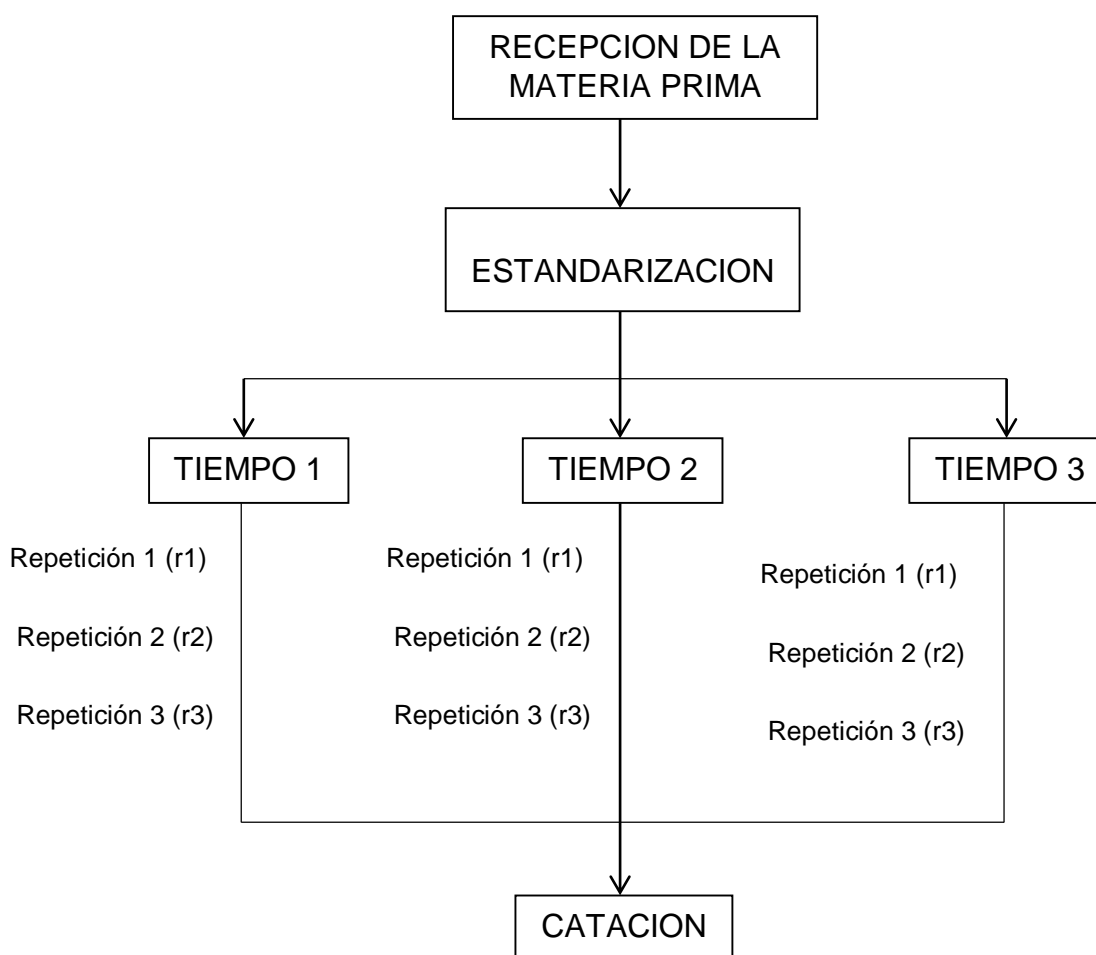 RECEPCION DE LA
MATERIA PRIMA
ESTANDARIZACION
TIEMPO 1
TIEMPO 2
TIEMPO 3
Repetición 1 (r1)
Repetición 2 (r2)
Repetición 3 (r3)
Repetición 1 (r1)
Repetición 2 (r2)
Repetición 3 (r3)
Repetición 1 (r1)
Repetición 2 (r2)
Repetición 3 (r3)
CATACION